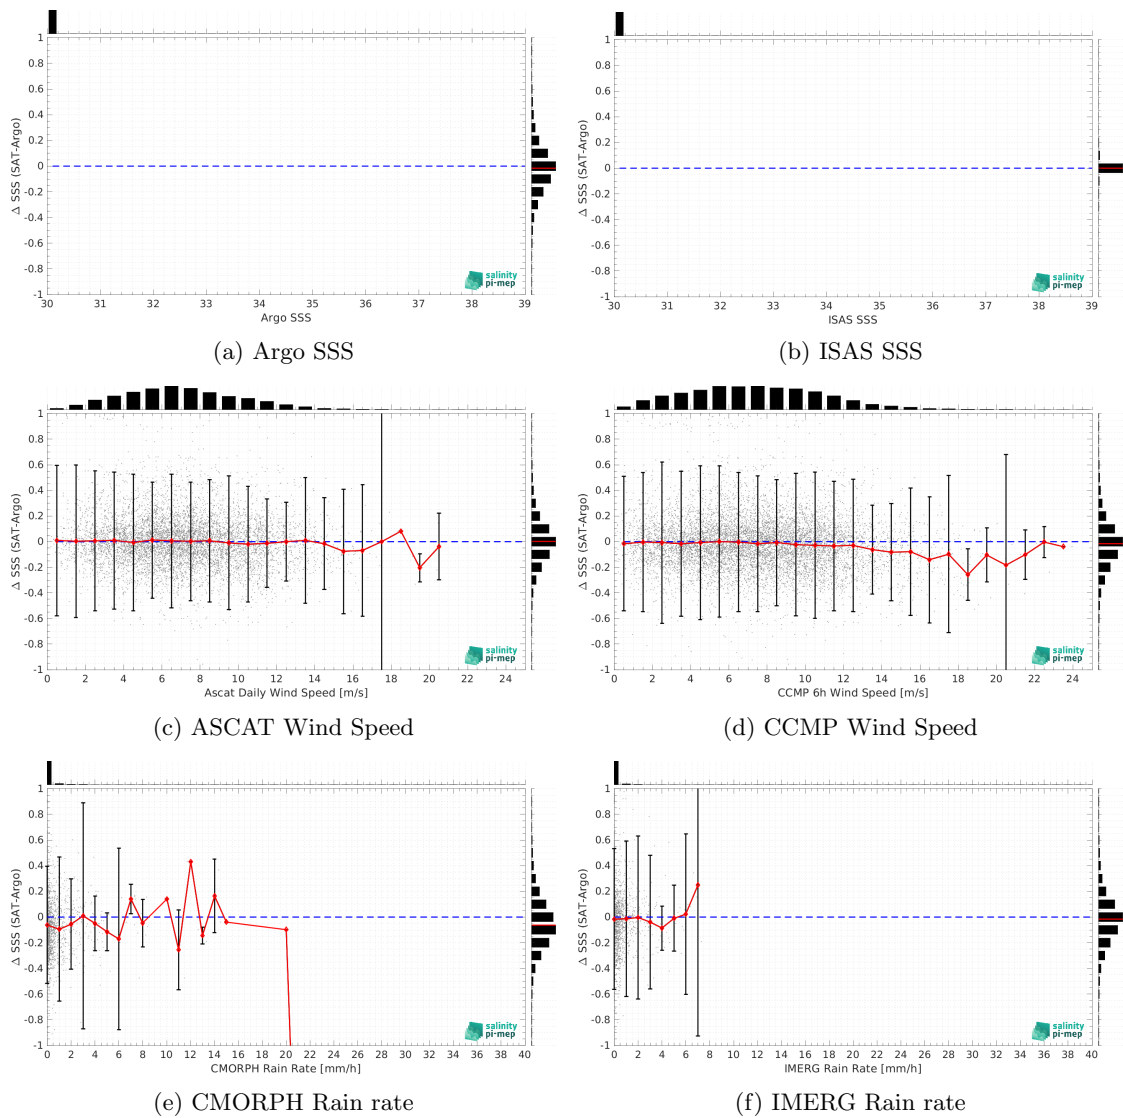 1
0.8
0.6
0.4
0.2
0
-0.2
-0.4
-0.6
-0.8
-1
Δ SSS (SAT-Argo)
30 31 32 33 34 35 36 37 38 39
Argo SSS
salinity
pi-mep
(a) Argo SSS
1
0.8
0.6
0.4
0.2
0
-0.2
-0.4
-0.6
-0.8
-1
Δ SSS (SAT-Argo)
30 31 32 33 34 35 36 37 38 39
ISAS SSS
salinity
pi-mep
(b) ISAS SSS
1
0.8
0.6
0.4
0.2
0
-0.2
-0.4
-0.6
-0.8
-1
Δ SSS (SAT-Argo)
0 2 4 6 8 10 12 14 16 18 20 22 24
Ascat Daily Wind Speed [m/s]
salinity
pi-mep
(c) ASCAT Wind Speed
1
0.8
0.6
0.4
0.2
0
-0.2
-0.4
-0.6
-0.8
-1
Δ SSS (SAT-Argo)
0 2 4 6 8 10 12 14 16 18 20 22 24
CCMP 6h Wind Speed [m/s]
salinity
pi-mep
(d) CCMP Wind Speed
1
0.8
0.6
0.4
0.2
0
-0.2
-0.4
-0.6
-0.8
-1
Δ SSS (SAT-Argo)
0 2 4 6 8 10 12 14 16 18 20 22 24 26 28 30 32 34 36 38 40
CMORPH Rain Rate [mm/h]
salinity
pi-mep
(e) CMORPH Rain rate
1
0.8
0.6
0.4
0.2
0
-0.2
-0.4
-0.6
-0.8
-1
Δ SSS (SAT-Argo)
0 2 4 6 8 10 12 14 16 18 20 22 24 26 28 30 32 34 36 38 40
IMERG Rain Rate [mm/h]
salinity
pi-mep
(f) IMERG Rain rate